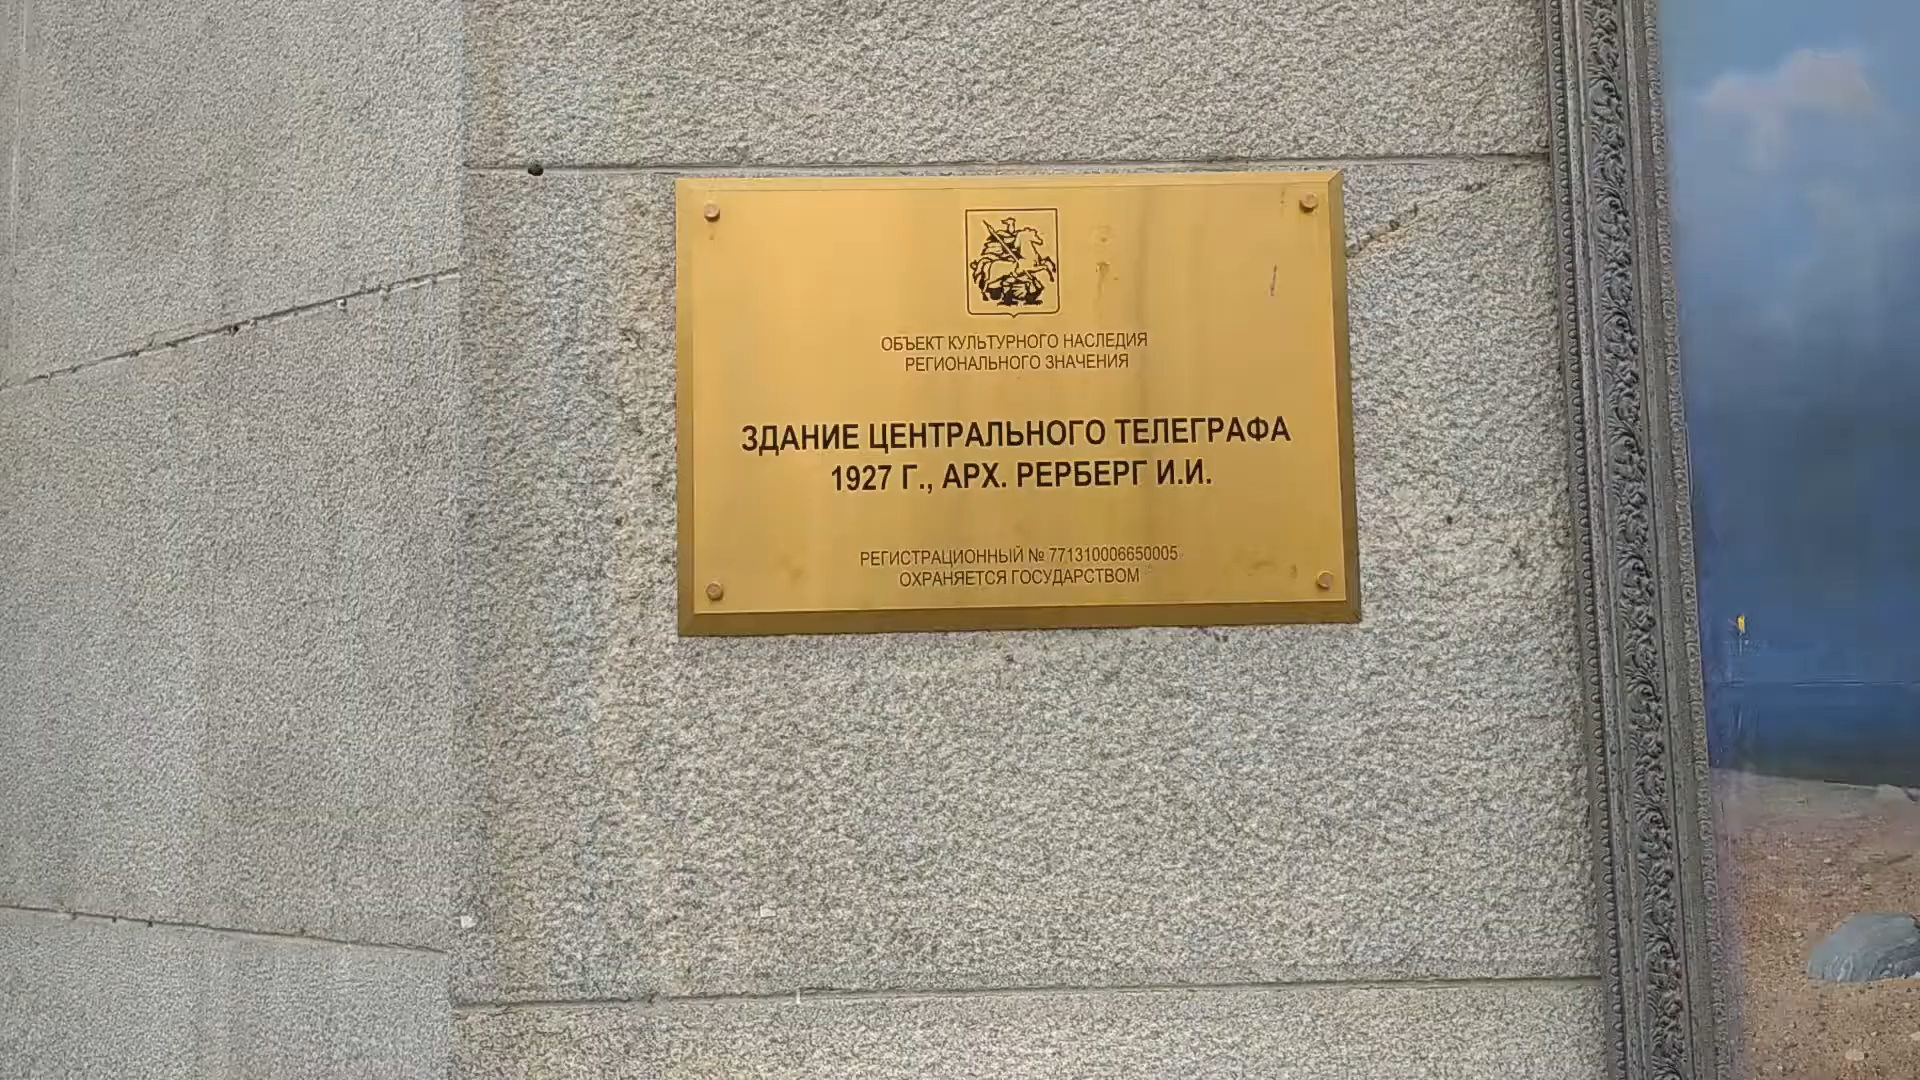 ОБЪЕКТ КУЛЬТУРНОГО НАСЛЕДИЯ
РЕГИОНАЛЬНОГО ЗНАЧЕНИЯ
ЗДАНИЕ ЦЕНТРАЛЬНОГО ТЕЛЕГРАФА
1927 Г., АРХ. РЕРБЕРГ И.И.
РЕГИСТРАЦИОННЫЙ № 771310006650005
ОХРАНЯЕТСЯ ГОСУДАРСТВОМ